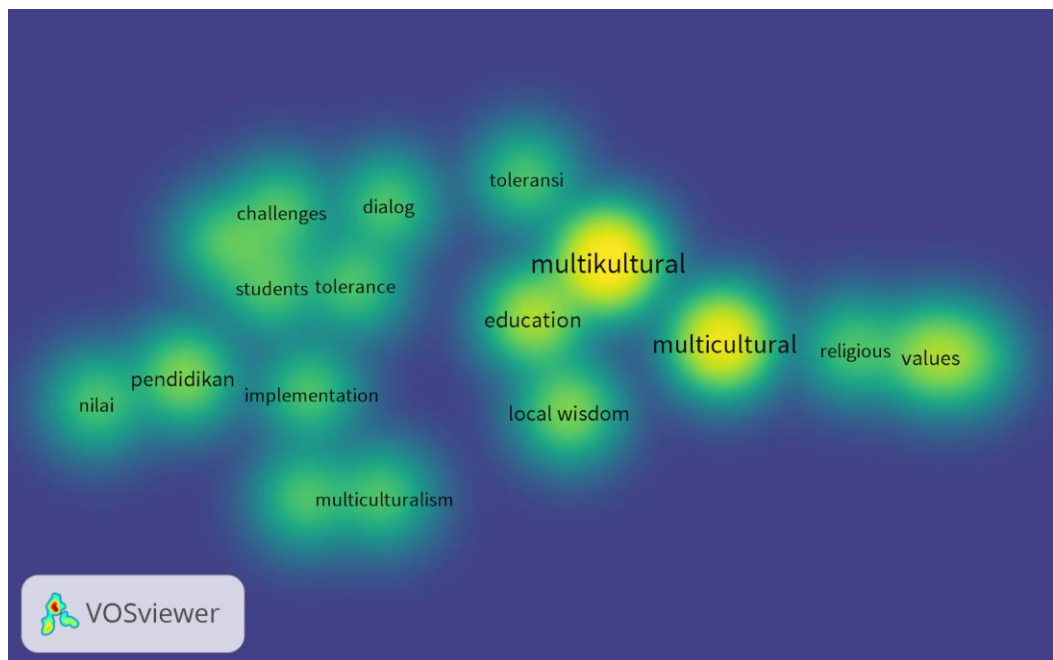 toleransi
challenges
dialog
multikultural
students
tolerance
education
multicultural
religious
values
pendidikan
nilai
implementation
local wisdom
multiculturalism
VOSviewer